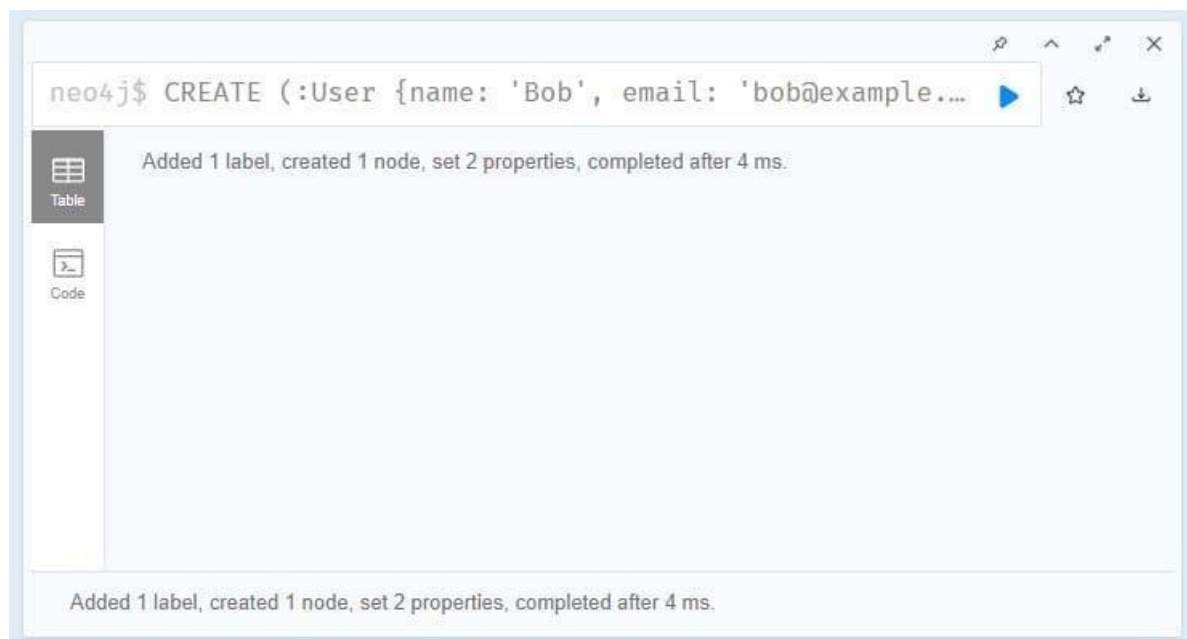 neo4j$ CREATE (:User {name: 'Bob', email: 'bob@example.…
Added 1 label, created 1 node, set 2 properties, completed after 4 ms.
Table
Code
Added 1 label, created 1 node, set 2 properties, completed after 4 ms.